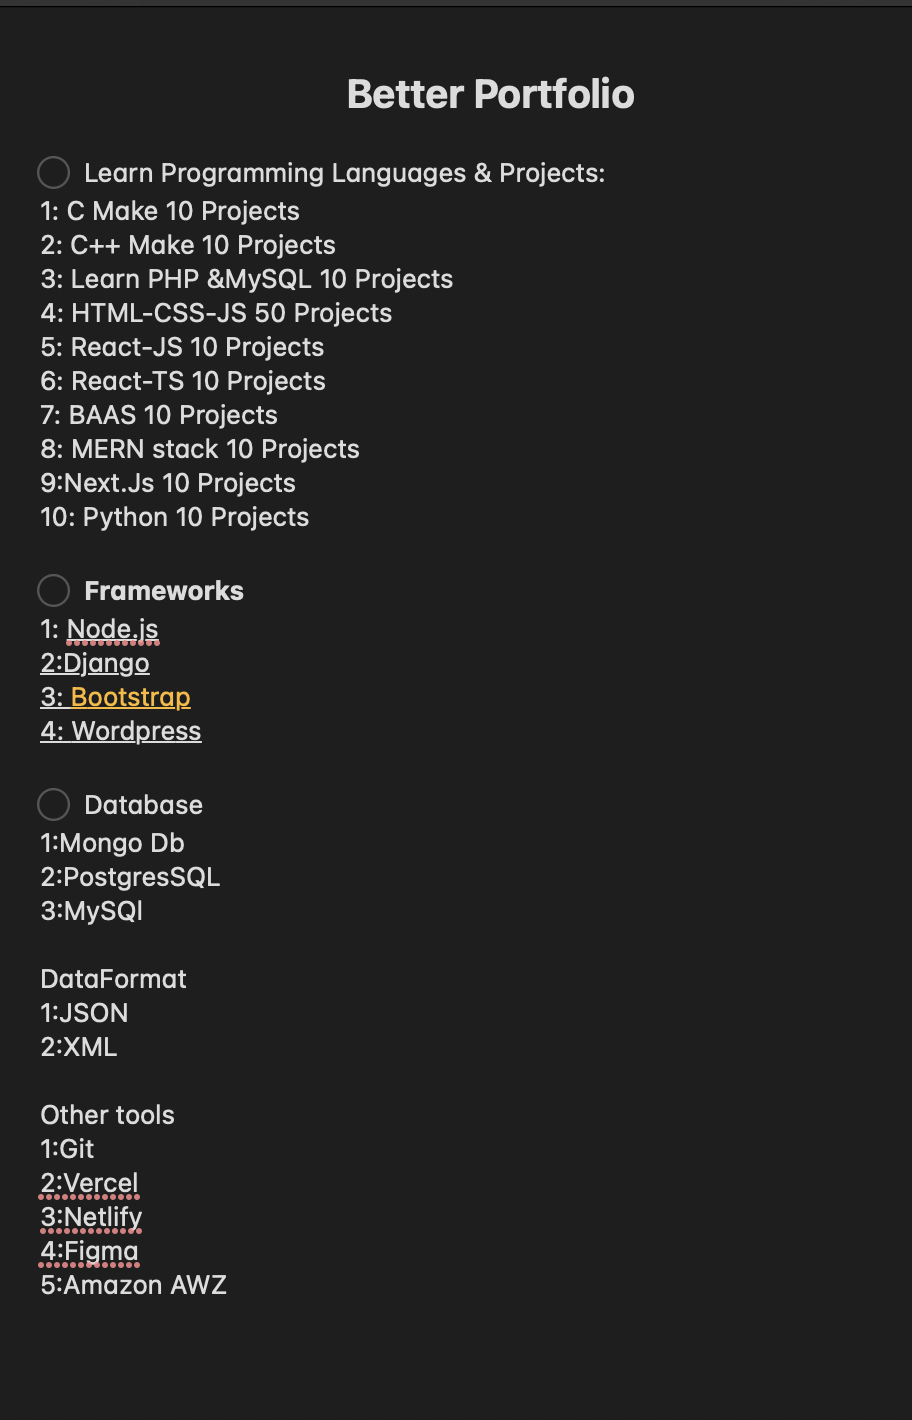 Better Portfolio
Learn Programming Languages & Projects:
1: C Make 10 Projects
2: C++ Make 10 Projects
3: Learn PHP &MySQL 10 Projects
4: HTML-CSS-JS 50 Projects
5: React-JS 10 Projects
6: React-TS 10 Projects
7: BAAS 10 Projects
8: MERN stack 10 Projects
9:Next.Js 10 Projects
10: Python 10 Projects
Frameworks
1: Node.js
2:Django
3: Bootstrap
4: Wordpress
Database
1:Mongo Db
2:PostgresSQL
3:MySQl
DataFormat
1:JSON
2:XML
Other tools
1:Git
2:Vercel
3:Netlify
4:Figma
5:Amazon AWZ